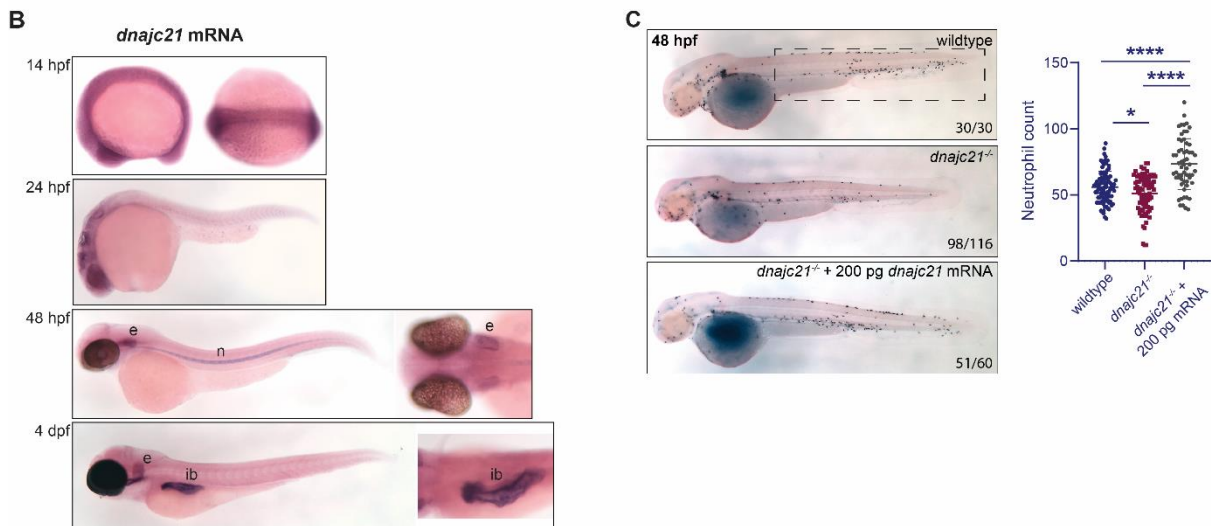 B
dnajc21 mRNA
14 hpf
24 hpf
48 hpf
e
n
e
4 dpf
e
ib
ib
C
48 hpf
wildtype
30/30
dnajc21-/-
98/116
dnajc21-/- + 200 pg dnajc21 mRNA
51/60
****
****
*
150
100
50
0
Neutrophil count
wildtype
dnajc21-/-
dnajc21-/- +
200 pg mRNA